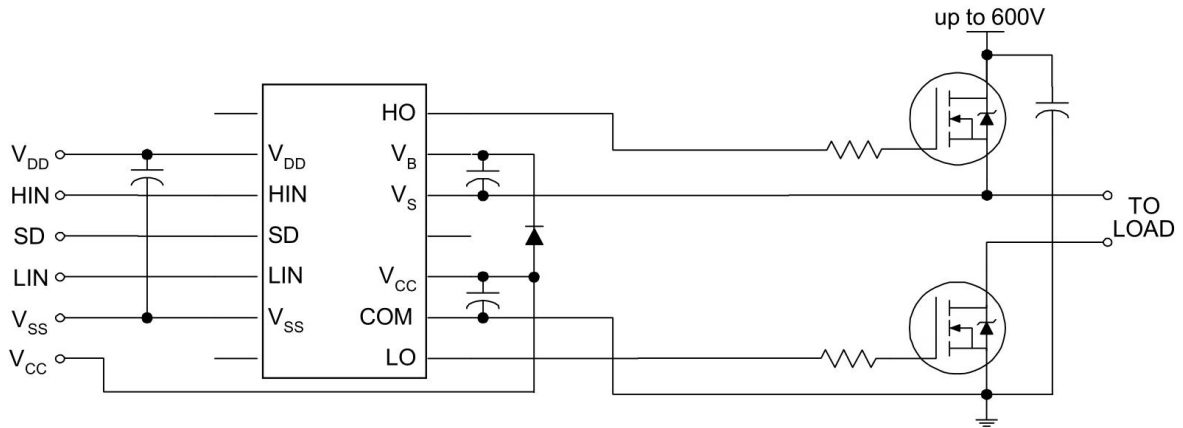 up to 600V
HO
V_DD
V_DD
V_B
HIN
HIN
V_S
TO
LOAD
SD
SD
LIN
LIN
V_CC
V_SS
V_SS
COM
V_CC
LO